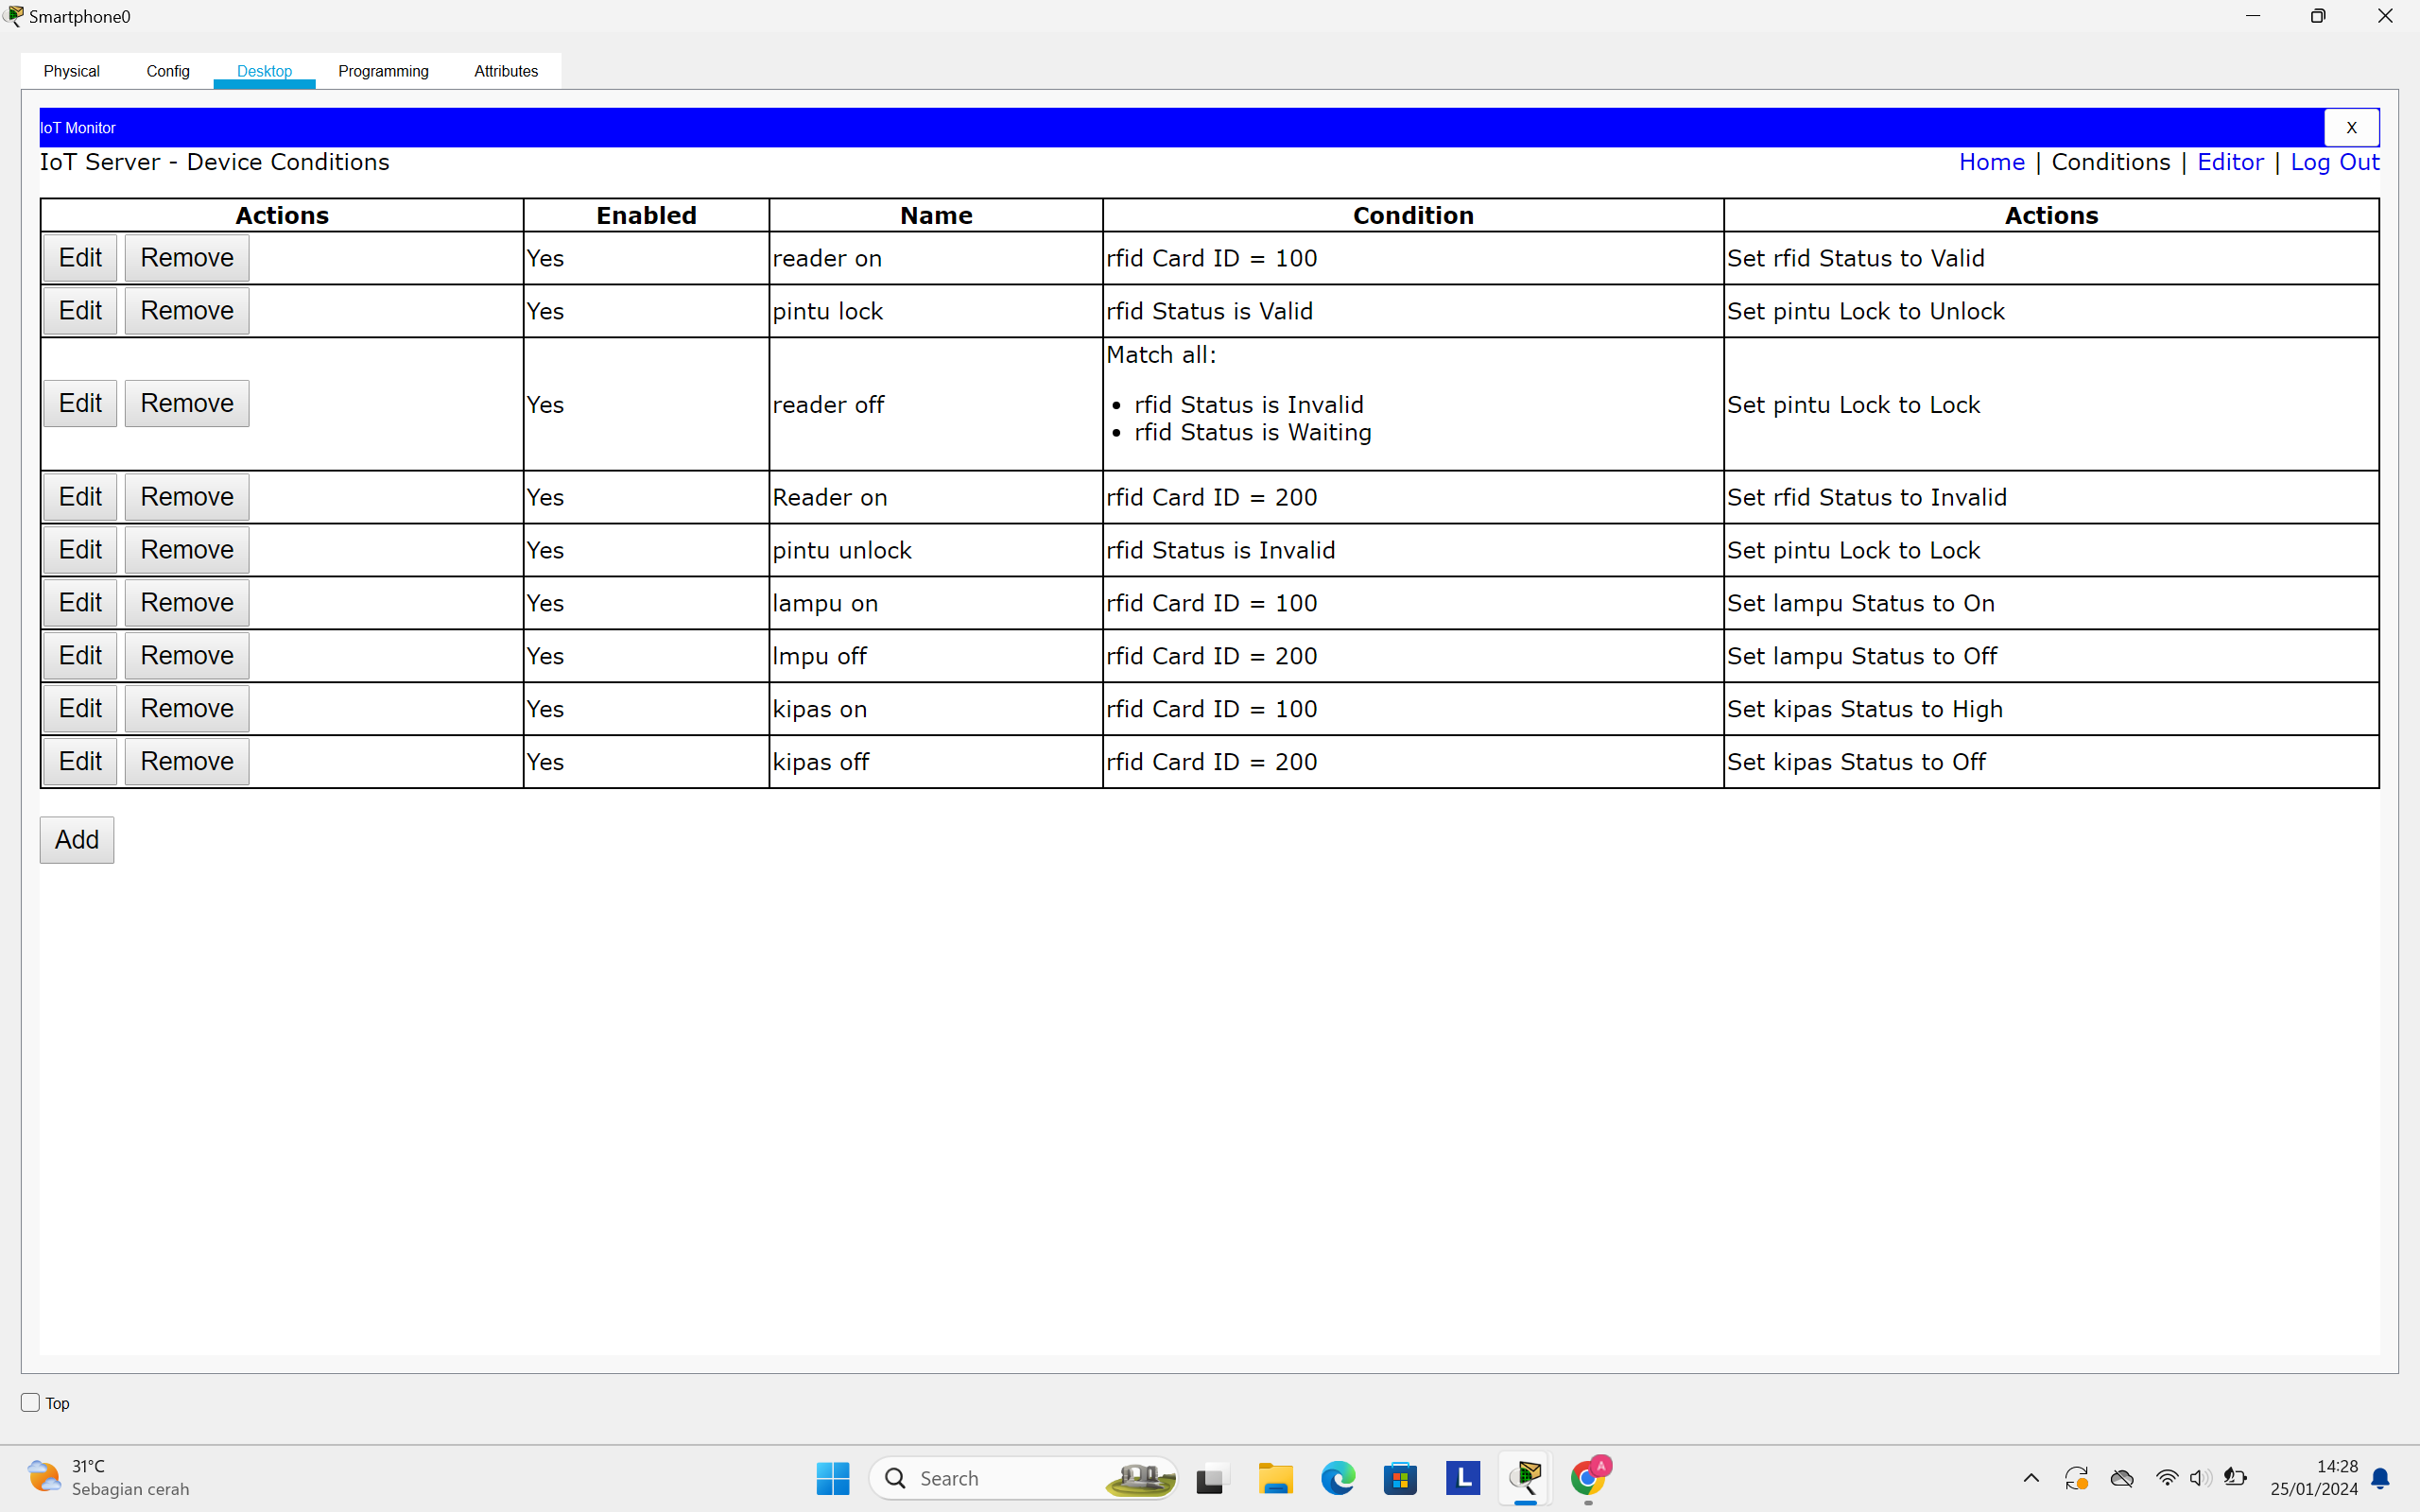 Smartphone0
Physical Config Desktop Programming Attributes
IoT Monitor X
IoT Server - Device Conditions Home | Conditions | Editor | Log Out
Actions Enabled Name Condition Actions
Edit Remove Yes reader on rfid Card ID = 100 Set rfid Status to Valid
Edit Remove Yes pintu lock rfid Status is Valid Set pintu Lock to Unlock
Match all:
Edit Remove Yes reader off • rfid Status is Invalid Set pintu Lock to Lock
• rfid Status is Waiting
Edit Remove Yes Reader on rfid Card ID = 200 Set rfid Status to Invalid
Edit Remove Yes pintu unlock rfid Status is Invalid Set pintu Lock to Lock
Edit Remove Yes lampu on rfid Card ID = 100 Set lampu Status to On
Edit Remove Yes lmpu off rfid Card ID = 200 Set lampu Status to Off
Edit Remove Yes kipas on rfid Card ID = 100 Set kipas Status to High
Edit Remove Yes kipas off rfid Card ID = 200 Set kipas Status to Off
Add
Top
31°C
Sebagian cerah
Search
L
A
14:28
25/01/2024